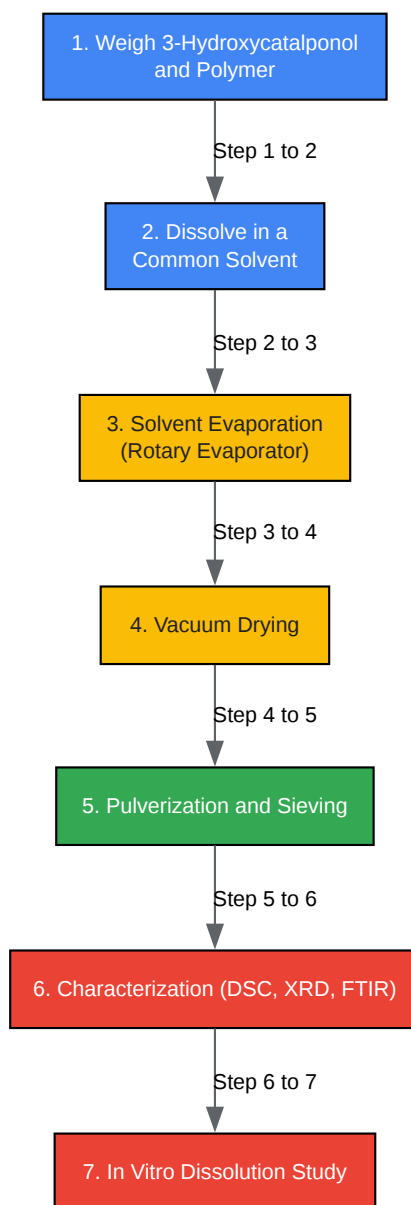 1. Weigh 3-Hydroxycatalponol
and Polymer
Step 1 to 2
2. Dissolve in a
Common Solvent
Step 2 to 3
3. Solvent Evaporation
(Rotary Evaporator)
Step 3 to 4
4. Vacuum Drying
Step 4 to 5
5. Pulverization and Sieving
Step 5 to 6
6. Characterization (DSC, XRD, FTIR)
Step 6 to 7
7. In Vitro Dissolution Study